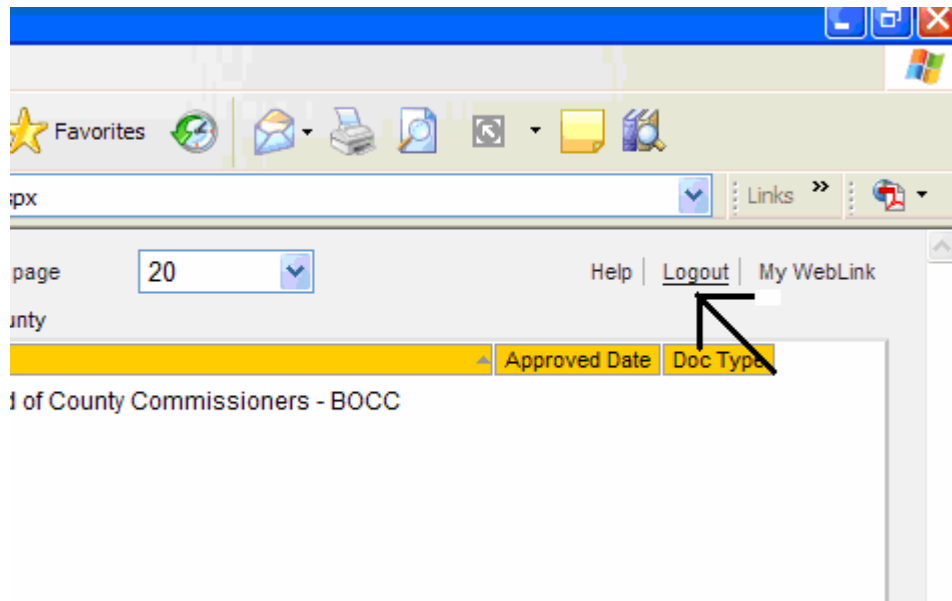 Favorites
spx
Links »
page 20 Help Logout My WebLink
unty
Approved Date Doc Type
d of County Commissioners - BOCC